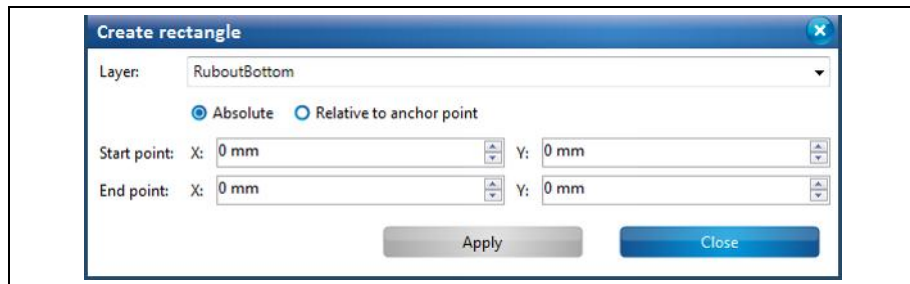 Create rectangle
Layer: RuboutBottom
Absolute Relative to anchor point
Start point: X: 0 mm Y: 0 mm
End point: X: 0 mm Y: 0 mm
Apply Close